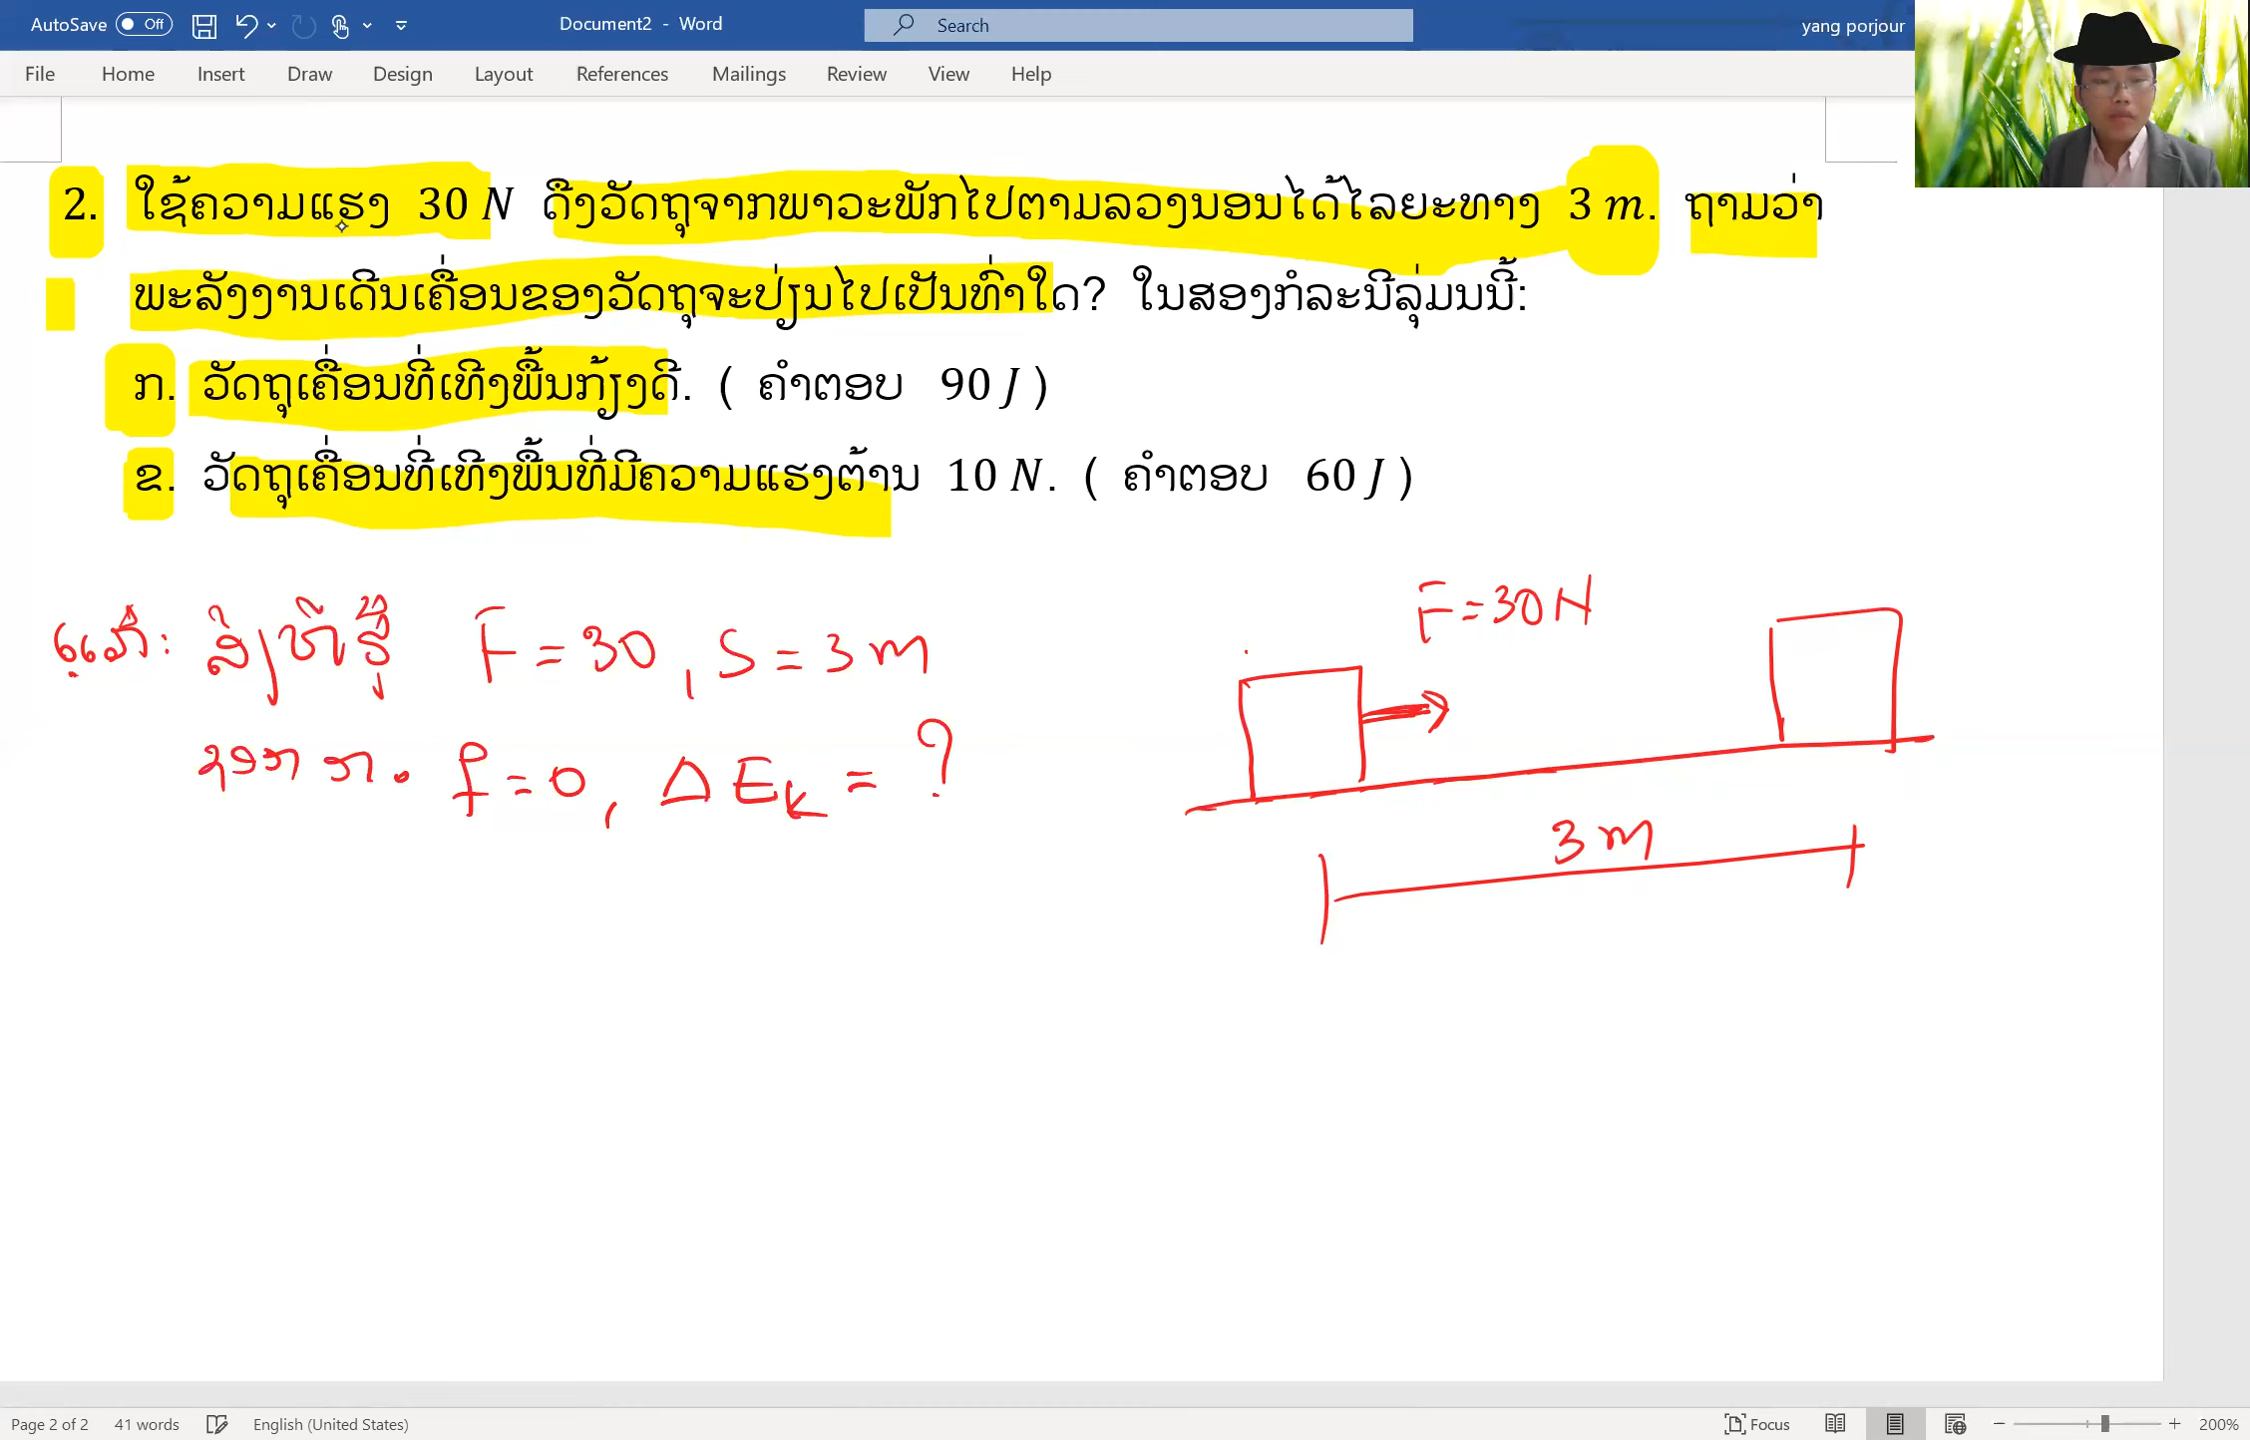 AutoSave Off Document2 - Word Search yang porjour
File Home Insert Draw Design Layout References Mailings Review View Help
2. ໃຊ້ຄວາມແຮງ 30 N ດຶງວັດຖຸຈາກພາວະພັກໄປຕາມລວງນອນໄດ້ໄລຍະທາງ 3 m. ຖາມວ່າ
ພະລັງງານເດີນເຄື່ອນຂອງວັດຖຸຈະປ່ຽນໄປເປັນທົ່າໃດ? ໃນສອງກໍລະນີລຸ່ມນນີ້:
ກ. ວັດຖຸເຄື່ອນທີ່ເທິງພື້ນກ້ຽງດີ. ( ຄໍາຕອບ 90 J )
ຂ. ວັດຖຸເຄື່ອນທີ່ເທິງພື້ນທີ່ມີຄວາມແຮງຕ້ານ 10 N. ( ຄໍາຕອບ 60 J )
F = 30 N
F = 30 , S = 3 m
ກ. f = 0 , Δ Ek = ?
3 m
Page 2 of 2 41 words English (United States) Focus 200%